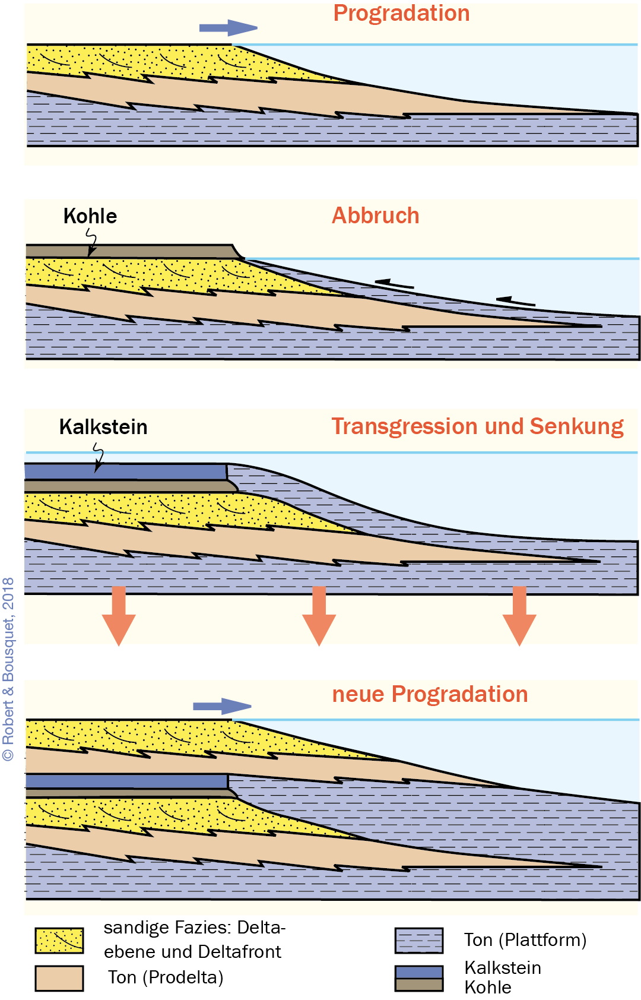 Progradation
Kohle
Abbruch
Kalkstein
Transgression und Senkung
© Robert & Bousquet, 2018
neue Progradation
sandige Fazies: Delta-
ebene und Deltafront
Ton (Prodelta)
Ton (Plattform)
Kalkstein
Kohle